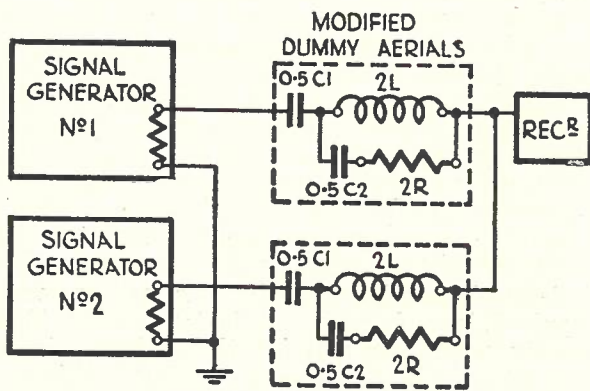 MODIFIED
DUMMY AERIALS
SIGNAL
GENERATOR
Nº1
0·5 C1
2L
0·5 C2
2R
RECR
SIGNAL
GENERATOR
Nº2
0·5 C1
2L
0·5 C2
2R